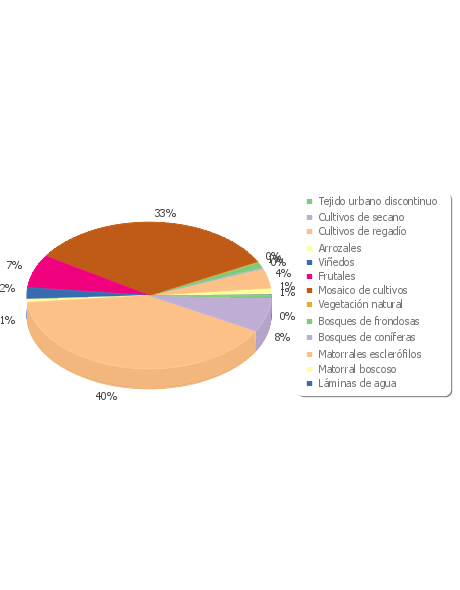 33%
7%
2%
1%
40%
8%
0%
1%
1%
4%
0%
0%
Tejido urbano discontinuo
Cultivos de secano
Cultivos de regadío
Arrozales
Viñedos
Frutales
Mosaico de cultivos
Vegetación natural
Bosques de frondosas
Bosques de coníferas
Matorrales esclerófilos
Matorral boscoso
Láminas de agua